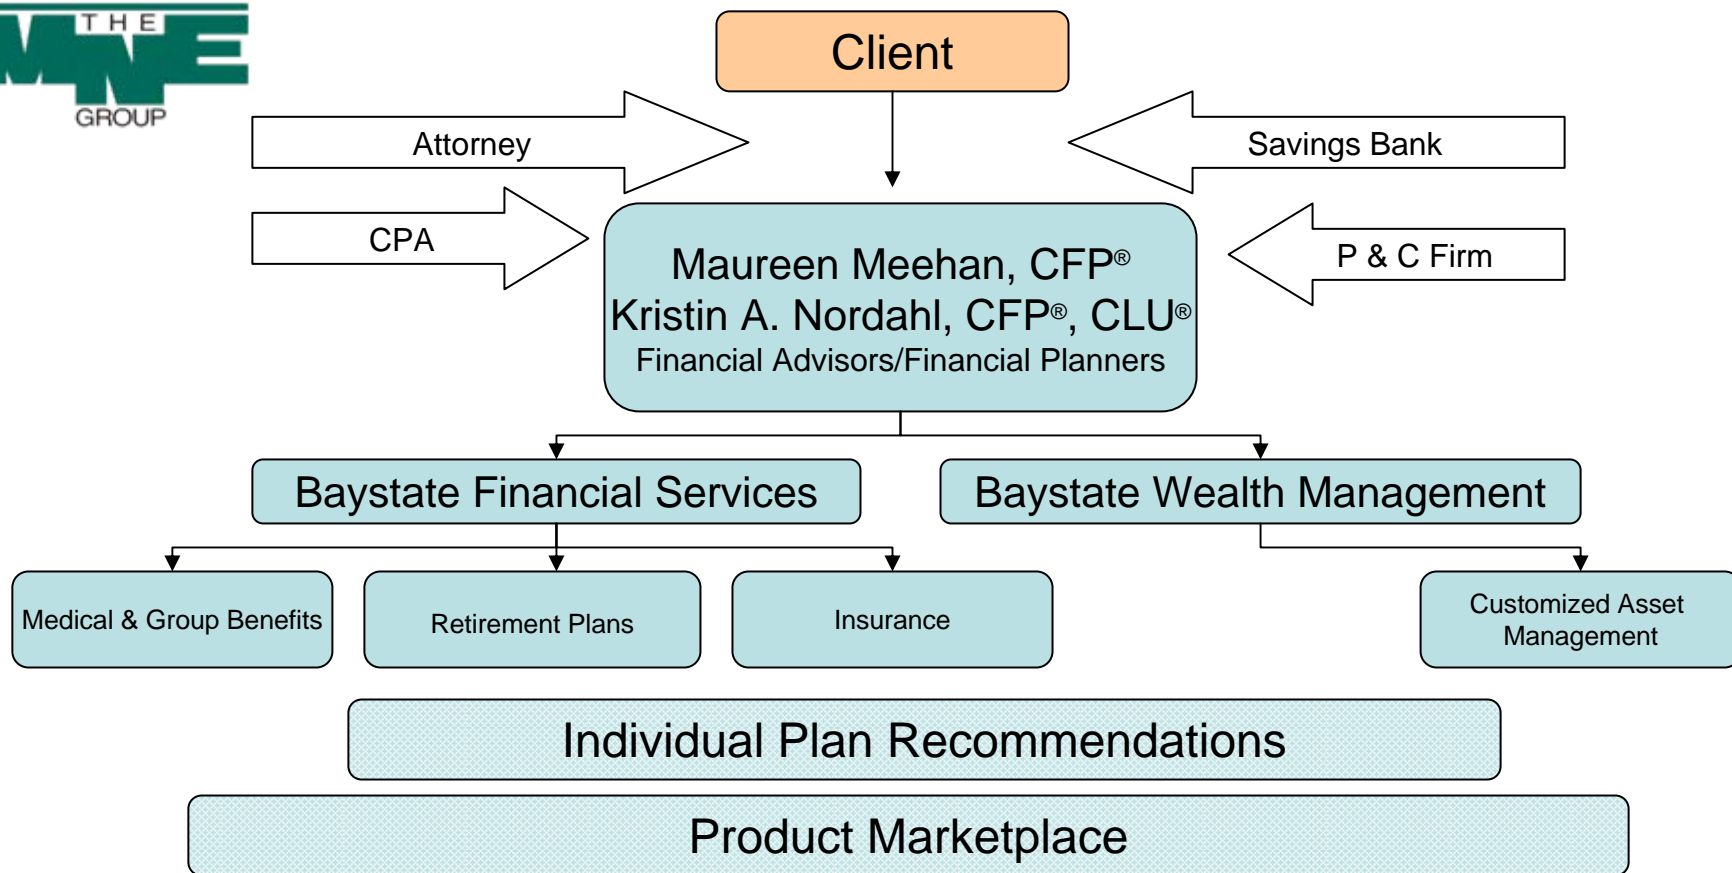 THE
MNE
GROUP
Client
Attorney
Savings Bank
CPA
P & C Firm
Maureen Meehan, CFP®
Kristin A. Nordahl, CFP®, CLU®
Financial Advisors/Financial Planners
Baystate Financial Services
Baystate Wealth Management
Medical & Group Benefits
Retirement Plans
Insurance
Customized Asset
Management
Individual Plan Recommendations
Product Marketplace